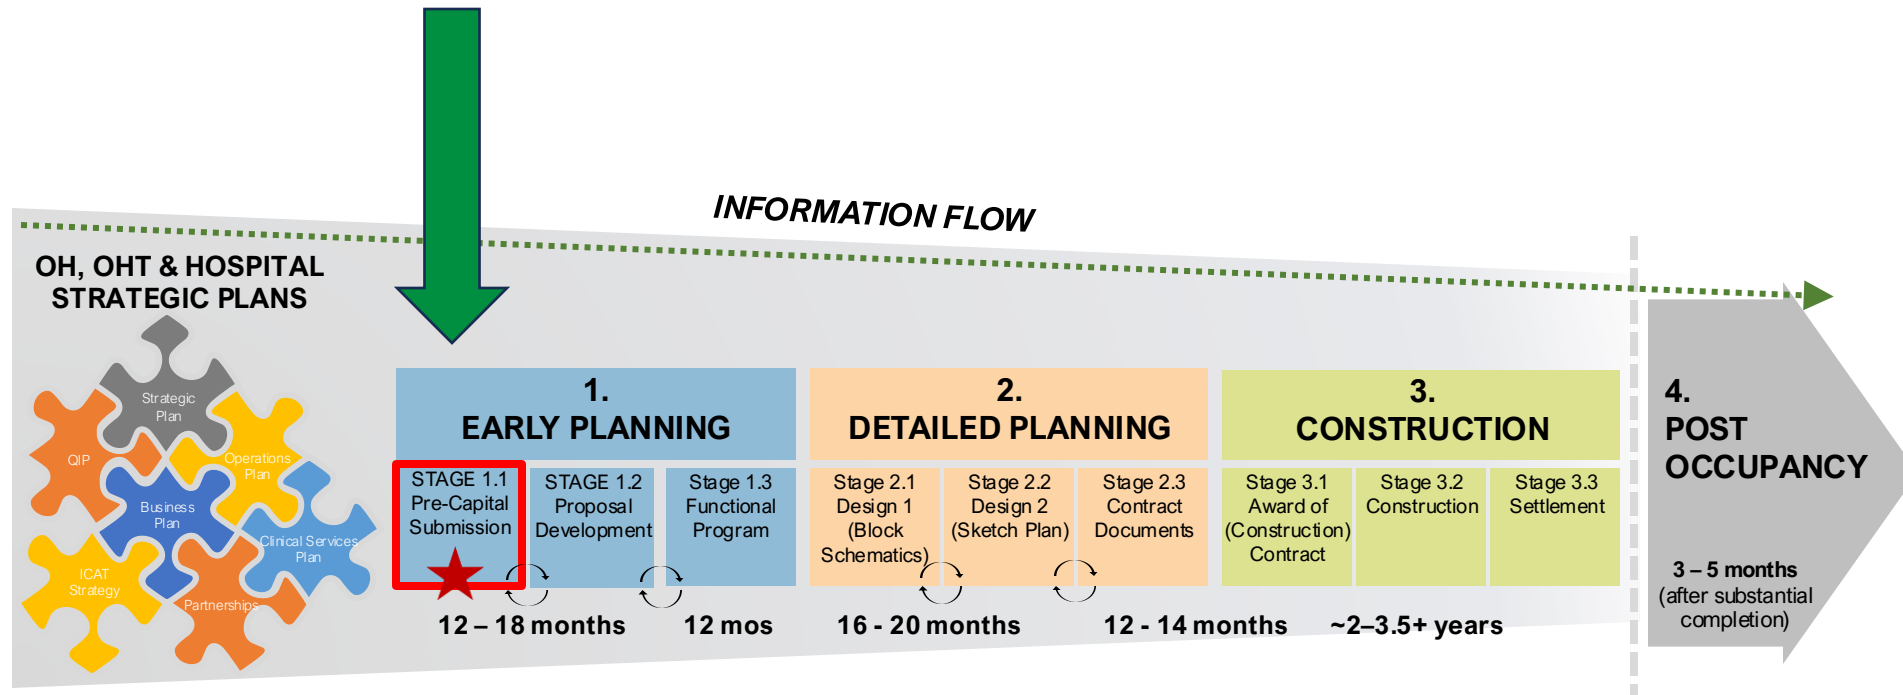 INFORMATION FLOW
OH, OHT & HOSPITAL
STRATEGIC PLANS
Strategic
Plan
QIP
Operations
Plan
Business
Plan
Clinical Services
Plan
ICAT
Strategy
Partnerships
1.
EARLY PLANNING
STAGE 1.1
Pre-Capital
Submission
STAGE 1.2
Proposal
Development
Stage 1.3
Functional
Program
12 – 18 months
12 mos
2.
DETAILED PLANNING
Stage 2.1
Design 1
(Block
Schematics)
Stage 2.2
Design 2
(Sketch Plan)
Stage 2.3
Contract
Documents
16 - 20 months
12 - 14 months
3.
CONSTRUCTION
Stage 3.1
Award of
(Construction)
Contract
Stage 3.2
Construction
Stage 3.3
Settlement
~2–3.5+ years
4.
POST
OCCUPANCY
3 – 5 months
(after substantial
completion)